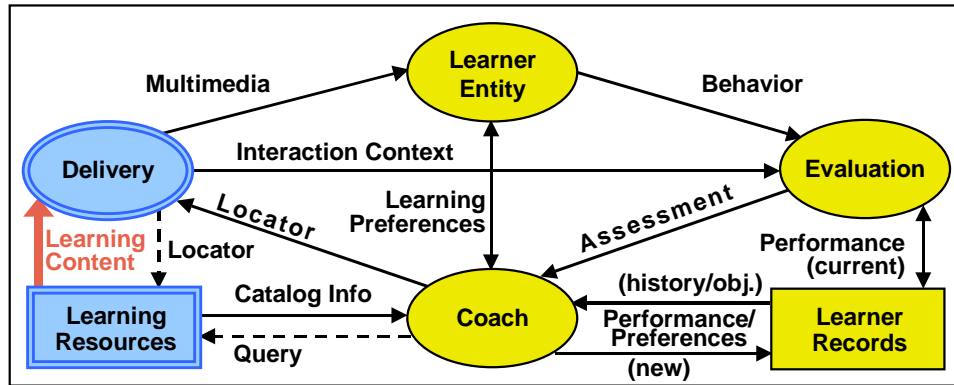 Learner
Entity
Multimedia
Behavior
Interaction Context
Delivery
Evaluation
Learning
Preferences
Locator
Assessment
Learning
Content
Locator
Performance
(current)
Catalog Info
(history/obj.)
Learning
Resources
Coach
Performance/
Preferences
Learner
Records
Query
(new)